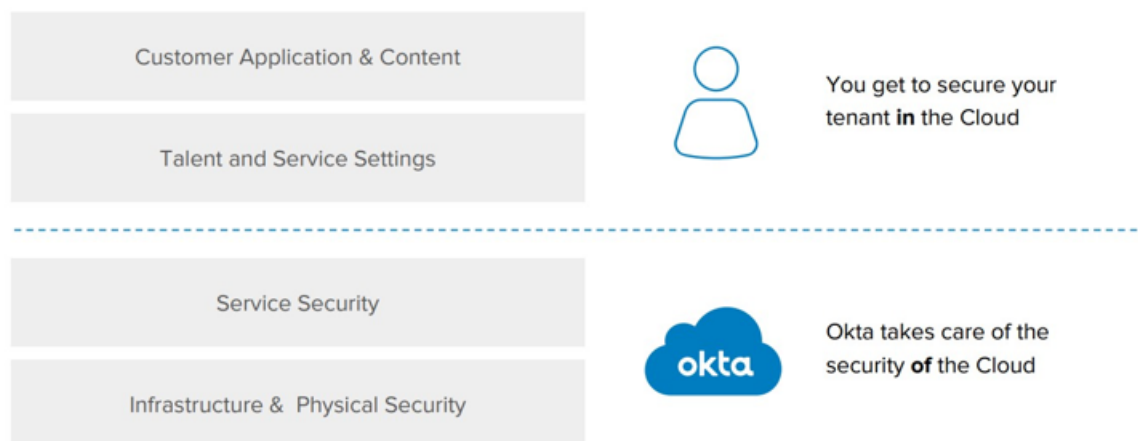 Customer Application & Content
You get to secure your
tenant in the Cloud
Talent and Service Settings
Service Security
okta
Okta takes care of the
security of the Cloud
Infrastructure & Physical Security